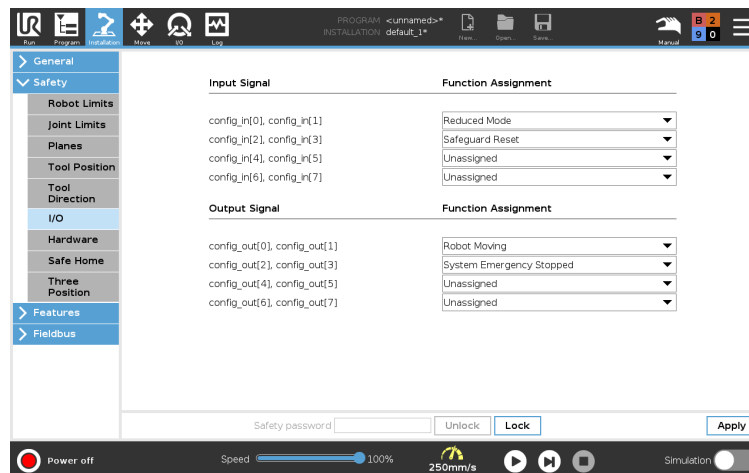 UR
Run
Program
Installation
Move
I/O
Log
PROGRAM <unnamed>*
INSTALLATION default_1*
New...
Open...
Save...
Manual
B 2
9 0
General
Safety
Robot Limits
Joint Limits
Planes
Tool Position
Tool
Direction
I/O
Hardware
Safe Home
Three
Position
Features
Fieldbus
Input Signal Function Assignment
config_in[0], config_in[1] Reduced Mode
config_in[2], config_in[3] Safeguard Reset
config_in[4], config_in[5] Unassigned
config_in[6], config_in[7] Unassigned
Output Signal Function Assignment
config_out[0], config_out[1] Robot Moving
config_out[2], config_out[3] System Emergency Stopped
config_out[4], config_out[5] Unassigned
config_out[6], config_out[7] Unassigned
Safety password Unlock Lock Apply
Power off
Speed 100%
250mm/s
Simulation